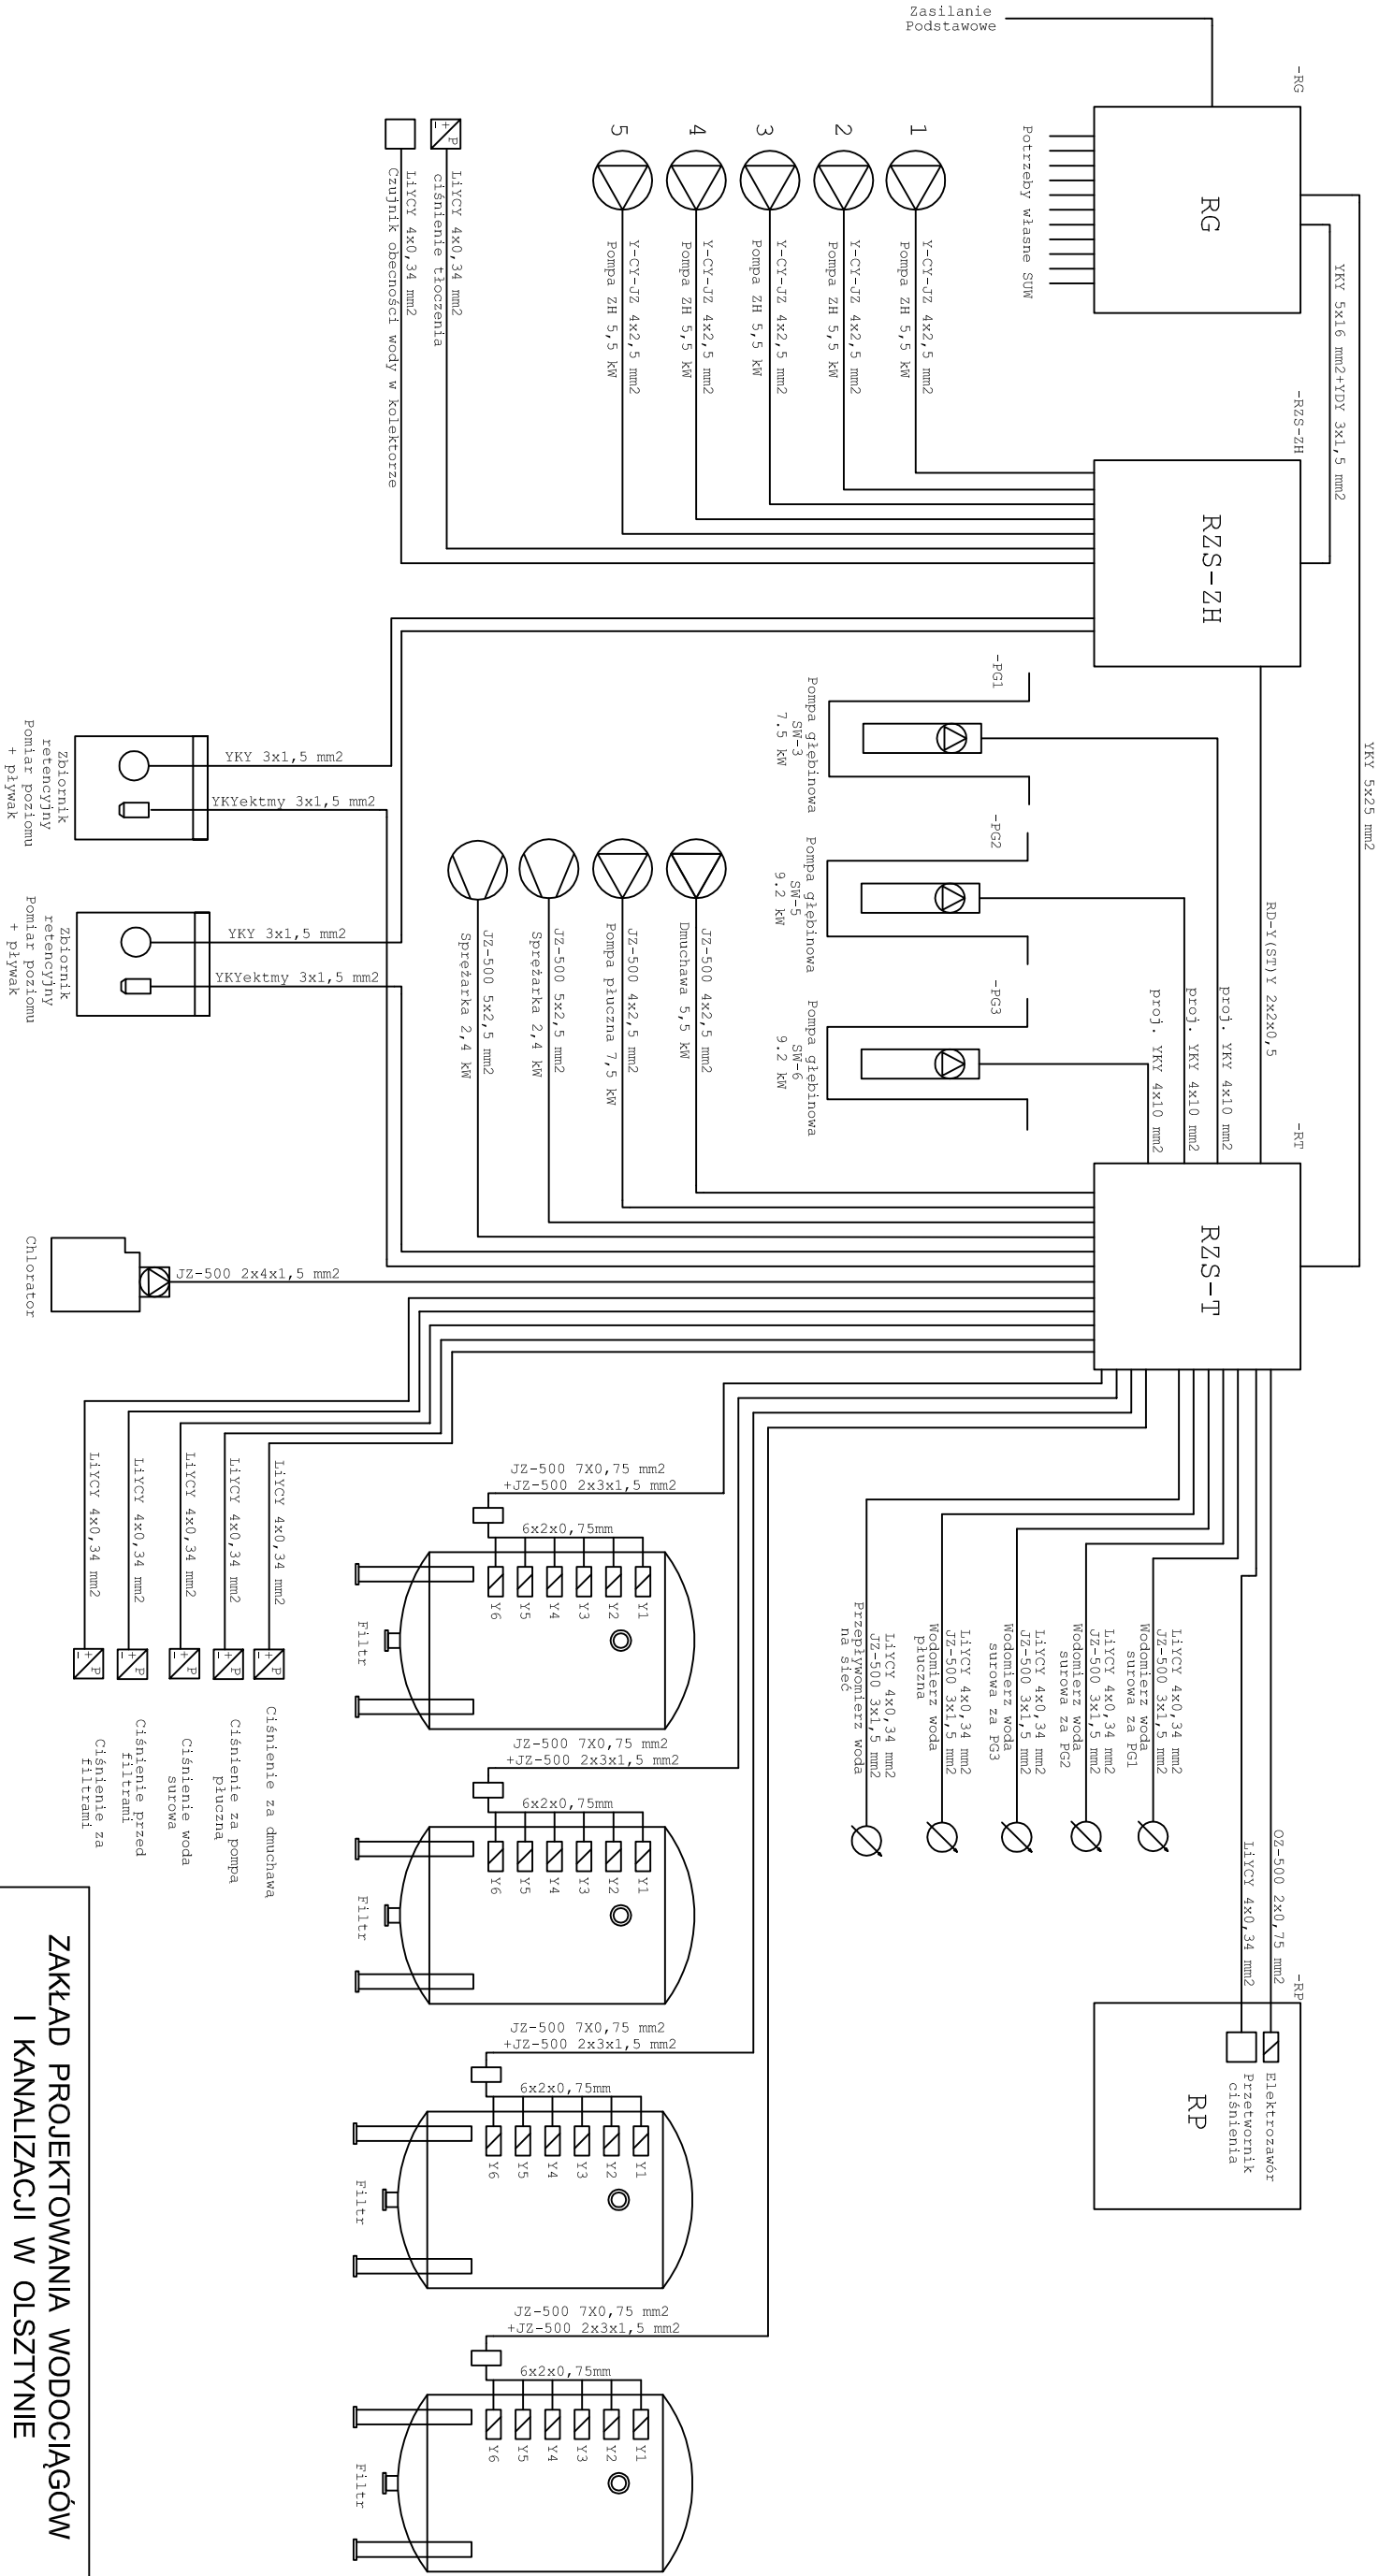 Zasilanie
Podstawowe
-RG
RG
Potrzeby własne SUW
YKY 5x16 mm2+YDY 3x1,5 mm2
YKY 5x25 mm2
-RZS-ZH
RZS-ZH
1
Y-CY-JZ 4x2,5 mm2
Pompa ZH 5,5 kW
2
Y-CY-JZ 4x2,5 mm2
Pompa ZH 5,5 kW
3
Y-CY-JZ 4x2,5 mm2
Pompa ZH 5,5 kW
4
Y-CY-JZ 4x2,5 mm2
Pompa ZH 5,5 kW
5
Y-CY-JZ 4x2,5 mm2
Pompa ZH 5,5 kW
+ P
-
LiYCY 4x0,34 mm2
ciśnienie tłoczenia
LiYCY 4x0,34 mm2
Czujnik obecności wody w kolektorze
-PG1
Pompa głębinowa
SW-3
7.5 kW
-PG2
Pompa głębinowa
SW-5
9.2 kW
-PG3
Pompa głębinowa
SW-6
9.2 kW
RD-Y(ST)Y 2x2x0,5
proj. YKY 4x10 mm2
proj. YKY 4x10 mm2
proj. YKY 4x10 mm2
-RT
RZS-T
JZ-500 4x2,5 mm2
Dmuchawa 5,5 kW
JZ-500 4x2,5 mm2
Pompa płuczna 7,5 kW
JZ-500 5x2,5 mm2
Sprężarka 2,4 kW
JZ-500 5x2,5 mm2
Sprężarka 2,4 kW
YKY 3x1,5 mm2
YKYektmy 3x1,5 mm2
Zbiornik
retencyjny
Pomiar poziomu
+ pływak
YKY 3x1,5 mm2
YKYektmy 3x1,5 mm2
Zbiornik
retencyjny
Pomiar poziomu
+ pływak
JZ-500 2x4x1,5 mm2
Chlorator
LiYCY 4x0,34 mm2
+ P
-
Ciśnienie za dmuchawą
LiYCY 4x0,34 mm2
+ P
-
Ciśnienie za pompą
płuczną
LiYCY 4x0,34 mm2
+ P
-
Ciśnienie woda
surowa
LiYCY 4x0,34 mm2
+ P
-
Ciśnienie przed
filtrami
LiYCY 4x0,34 mm2
+ P
-
Ciśnienie za
filtrami
JZ-500 7X0,75 mm2
+JZ-500 2x3x1,5 mm2
6x2x0,75mm
Y1
Y2
Y3
Y4
Y5
Y6
Filtr
JZ-500 7X0,75 mm2
+JZ-500 2x3x1,5 mm2
6x2x0,75mm
Y1
Y2
Y3
Y4
Y5
Y6
Filtr
JZ-500 7X0,75 mm2
+JZ-500 2x3x1,5 mm2
6x2x0,75mm
Y1
Y2
Y3
Y4
Y5
Y6
Filtr
JZ-500 7X0,75 mm2
+JZ-500 2x3x1,5 mm2
6x2x0,75mm
Y1
Y2
Y3
Y4
Y5
Y6
Filtr
LiYCY 4x0,34 mm2
JZ-500 3x1,5 mm2
Wodomierz woda
surowa za PG1
LiYCY 4x0,34 mm2
JZ-500 3x1,5 mm2
Wodomierz woda
surowa za PG2
LiYCY 4x0,34 mm2
JZ-500 3x1,5 mm2
Wodomierz woda
surowa za PG3
LiYCY 4x0,34 mm2
JZ-500 3x1,5 mm2
Wodomierz woda
płuczna
LiYCY 4x0,34 mm2
JZ-500 3x1,5 mm2
Przepływomierz woda
na sieć
OZ-500 2x0,75 mm2
LiYCY 4x0,34 mm2
-RP
Elektrozawór
Przetwornik
ciśnienia
RP
ZAKŁAD PROJEKTOWANIA WODOCIĄGÓW
I KANALIZACJI W OLSZTYNIE